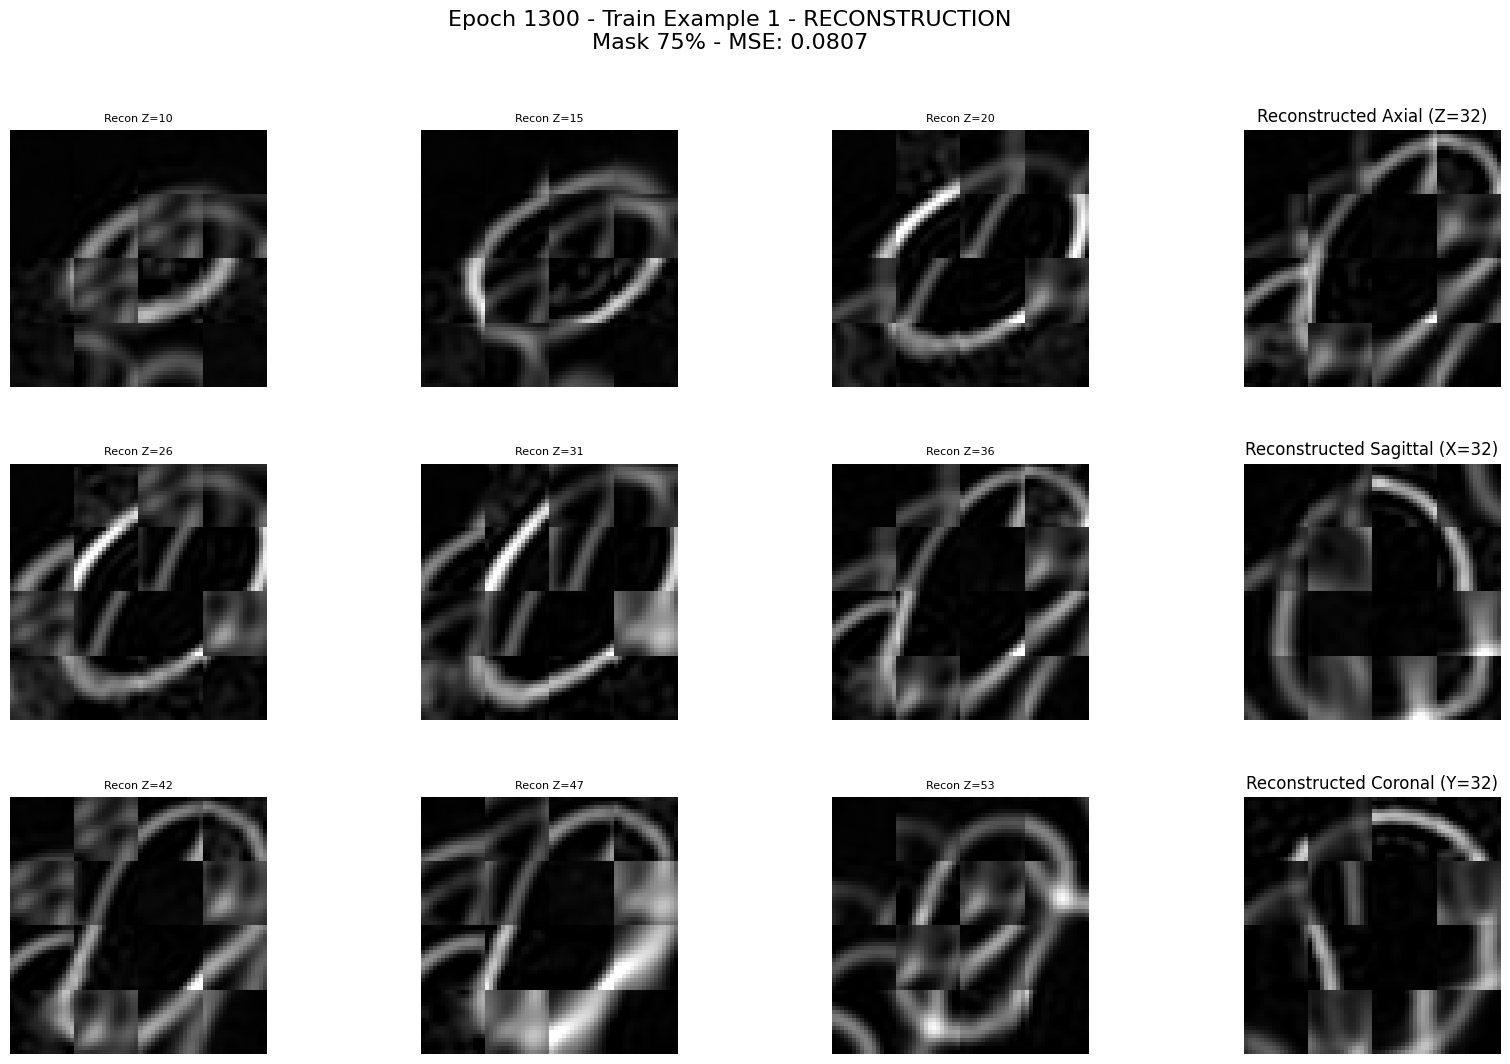 Epoch 1300 - Train Example 1 - RECONSTRUCTION
Mask 75% - MSE: 0.0807
Recon Z=10
Recon Z=15
Recon Z=20
Reconstructed Axial (Z=32)
Recon Z=26
Recon Z=31
Recon Z=36
Reconstructed Sagittal (X=32)
Recon Z=42
Recon Z=47
Recon Z=53
Reconstructed Coronal (Y=32)